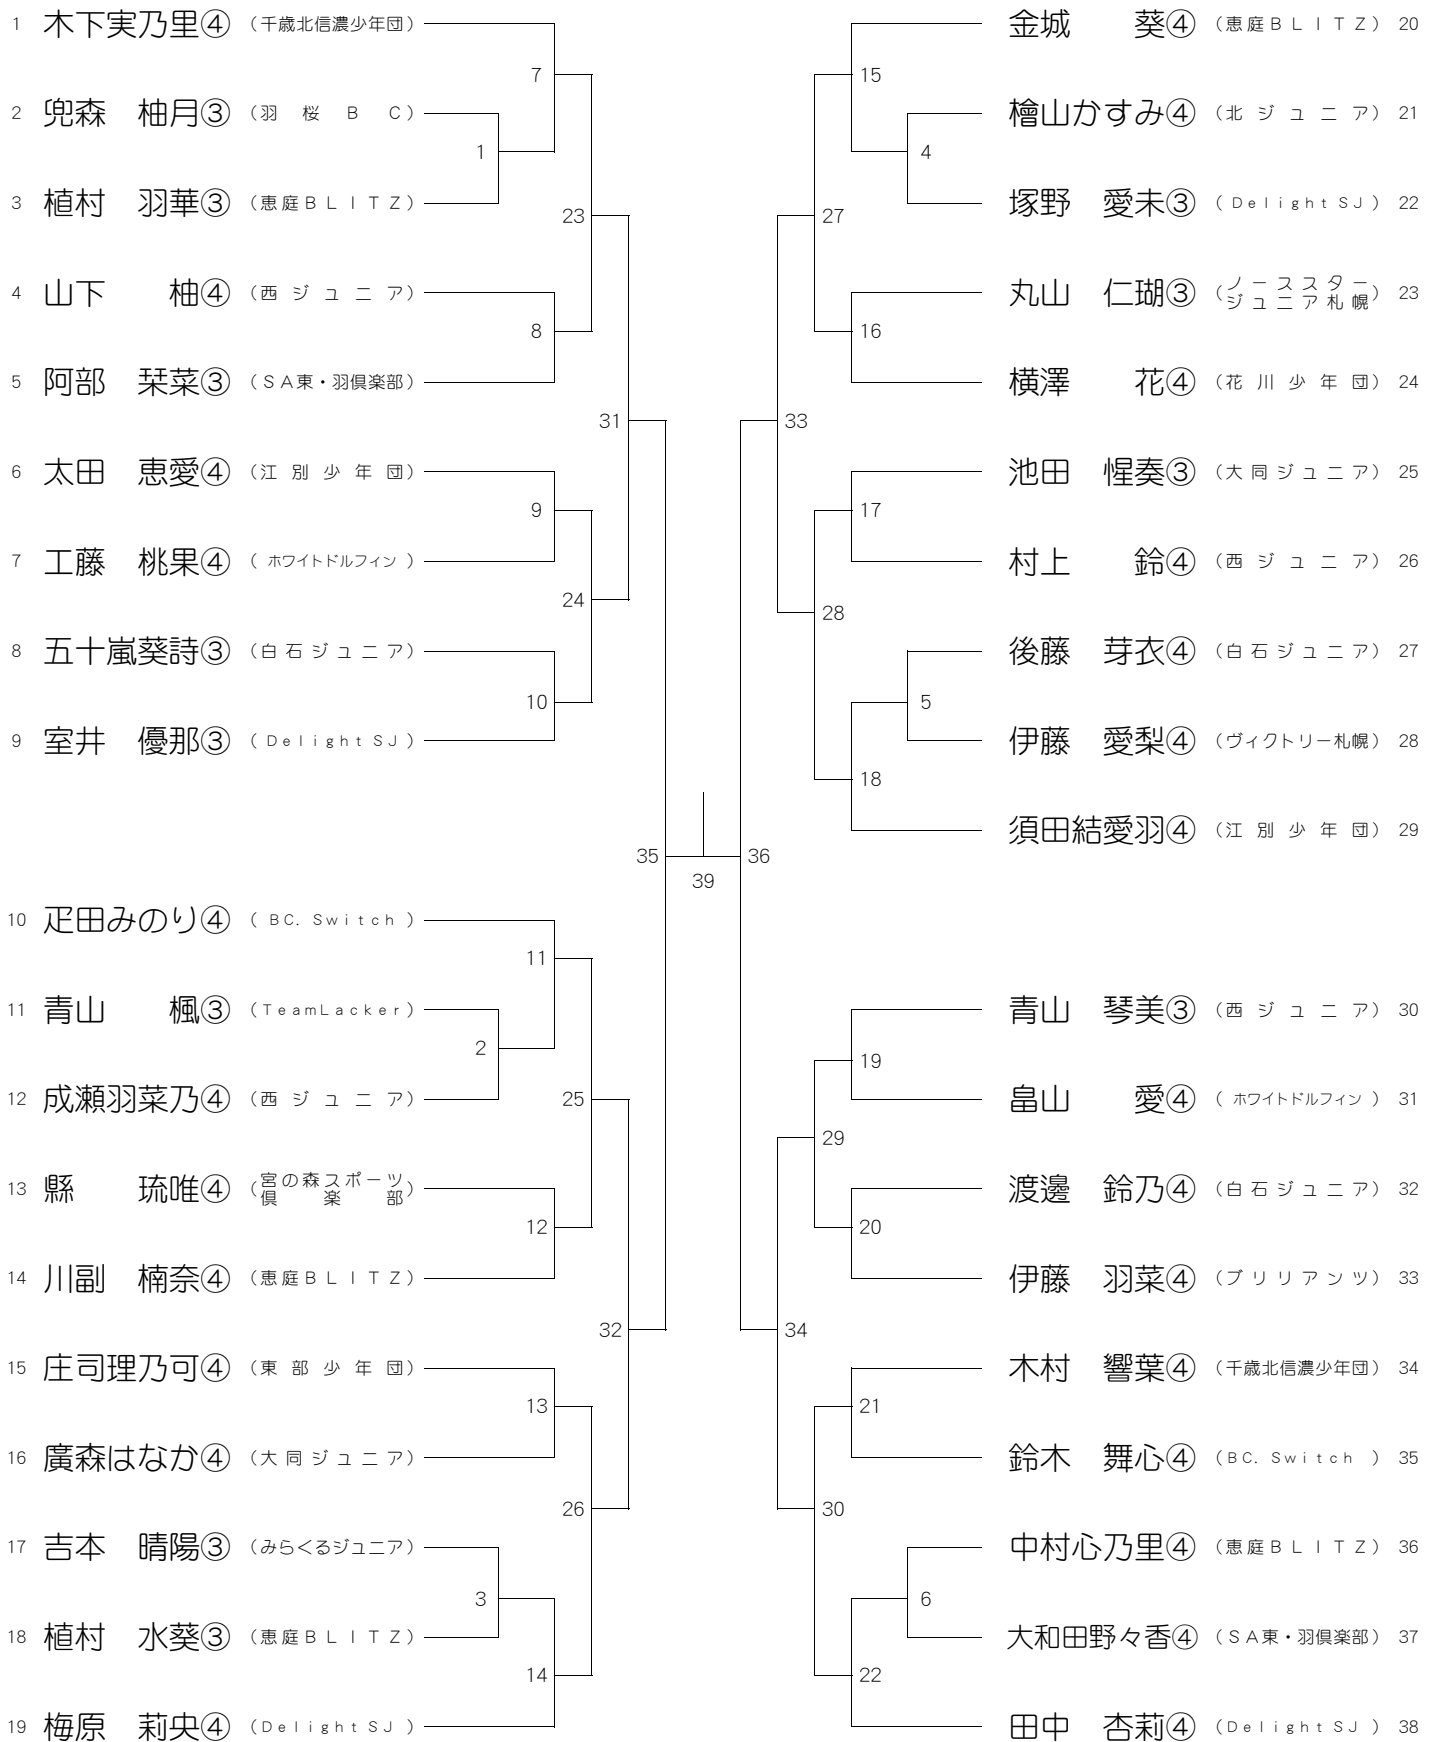 1 木下実乃里④ (千歳北信濃少年団)
7
2 兜森 柚月③ (羽桜BC)
1
3 植村 羽華③ (恵庭BLITZ)
23
4 山下 柚④ (西ジュニア)
8
5 阿部 栞菜③ (SA東・羽倶楽部)
31
6 太田 恵愛④ (江別少年団)
9
7 工藤 桃果④ (ホワイトドルフィン)
24
8 五十嵐葵詩③ (白石ジュニア)
10
9 室井 優那③ (DelightSJ)
35
39
10 疋田みのり④ (BC.Switch)
11
11 青山 楓③ (TeamLacker)
2
12 成瀬羽菜乃④ (西ジュニア)
25
13 縣 琉唯④ (宮の森スポーツ
倶楽部)
12
14 川副 楠奈④ (恵庭BLITZ)
32
15 庄司理乃可④ (東部少年団)
13
16 廣森はなか④ (大同ジュニア)
26
17 吉本 晴陽③ (みらくるジュニア)
3
18 植村 水葵③ (恵庭BLITZ)
14
19 梅原 莉央④ (DelightSJ)
金城 葵④ (恵庭BLITZ) 20
15
檜山かすみ④ (北ジュニア) 21
4
塚野 愛未③ (DelightSJ) 22
27
丸山 仁瑚③ (ノーススター
ジュニア札幌) 23
16
横澤 花④ (花川少年団) 24
33
池田 惺奏③ (大同ジュニア) 25
17
村上 鈴④ (西ジュニア) 26
28
後藤 芽衣④ (白石ジュニア) 27
5
伊藤 愛梨④ (ヴィクトリー札幌) 28
18
須田結愛羽④ (江別少年団) 29
36
青山 琴美③ (西ジュニア) 30
19
畠山 愛④ (ホワイトドルフィン) 31
29
渡邊 鈴乃④ (白石ジュニア) 32
20
伊藤 羽菜④ (ブリリアンツ) 33
34
木村 響葉④ (千歳北信濃少年団) 34
21
鈴木 舞心④ (BC.Switch) 35
30
中村心乃里④ (恵庭BLITZ) 36
6
大和田野々香④ (SA東・羽倶楽部) 37
22
田中 杏莉④ (DelightSJ) 38